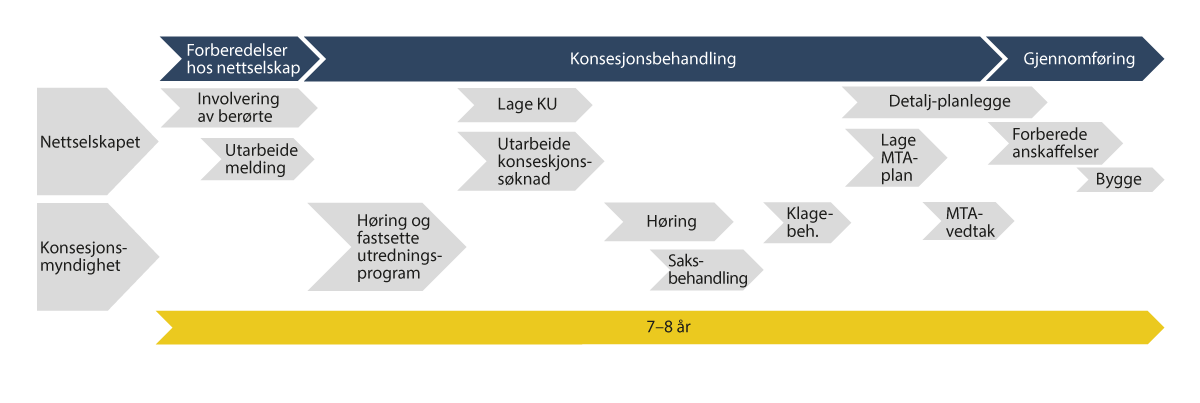 Forberedelser
hos nettselskap
Konsesjonsbehandling
Gjennomføring
Nettselskapet
Involvering
av berørte
Utarbeide
melding
Lage KU
Utarbeide
konseskjons-
søknad
Detalj-planlegge
Lage
MTA-
plan
Forberede
anskaffelser
Bygge
Konsesjons-
myndighet
Høring og
fastsette
utrednings-
program
Høring
Saks-
behandling
Klage-
beh.
MTA-
vedtak
7–8 år